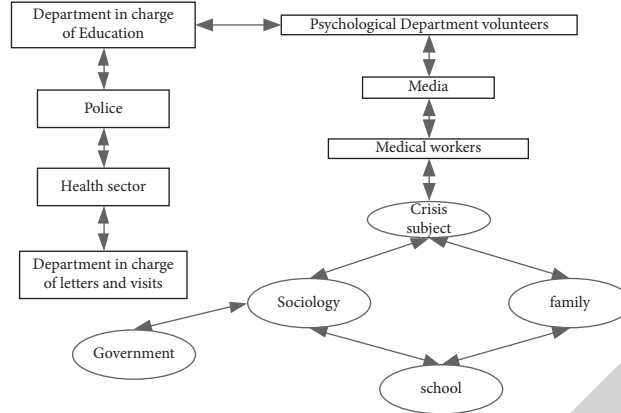 Department in charge
of Education
Psychological Department volunteers
Police
Media
Medical workers
Health sector
Crisis
subject
Department in charge
of letters and visits
Sociology
family
Government
school